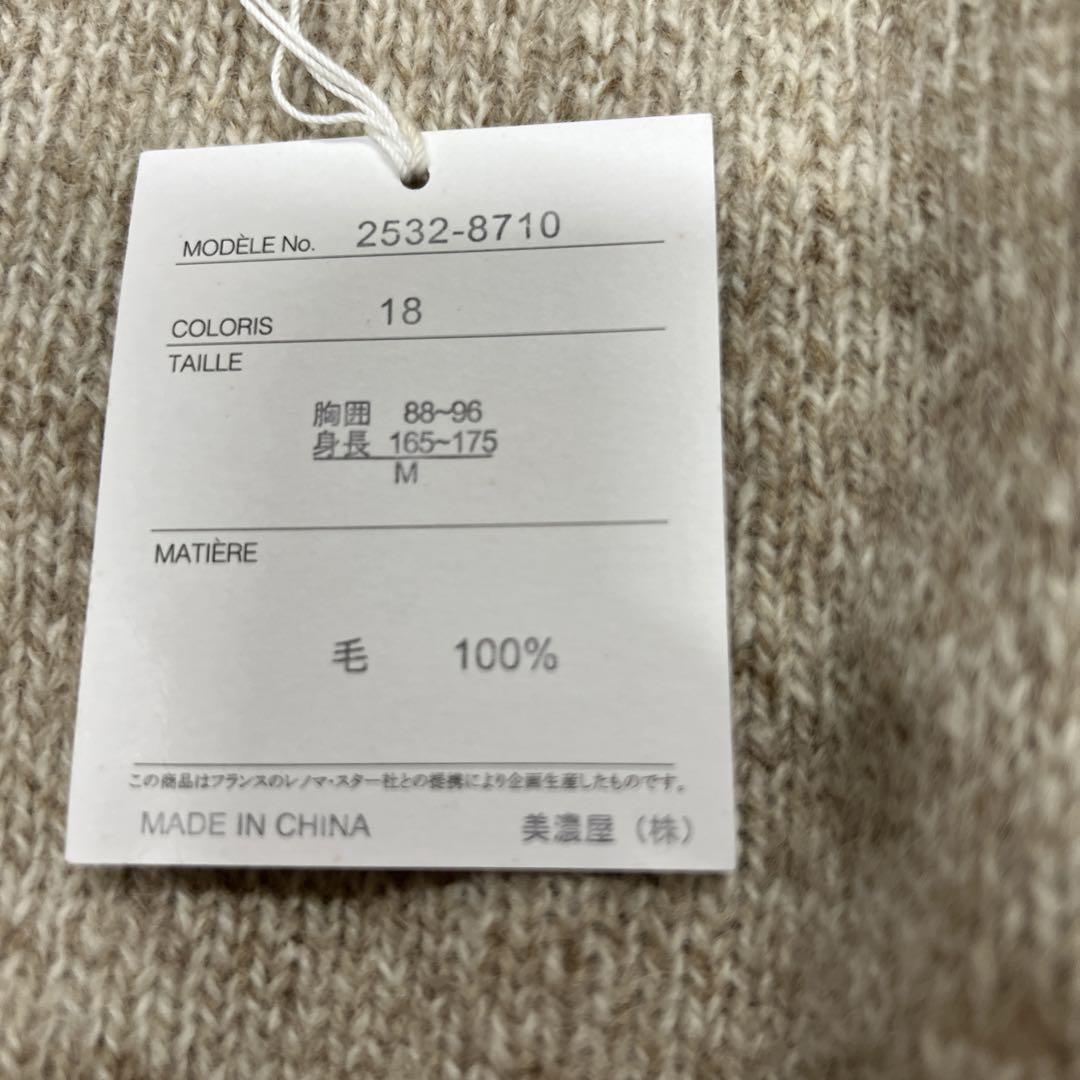 MODÈLE No. 2532-8710
COLORIS 18
TAILLE
胸囲 88~96
身長 165~175
M
MATIÈRE
毛 100%
この商品はフランスのレノマ・スター社との提携により企画生産したものです。
MADE IN CHINA 美濃屋（株）